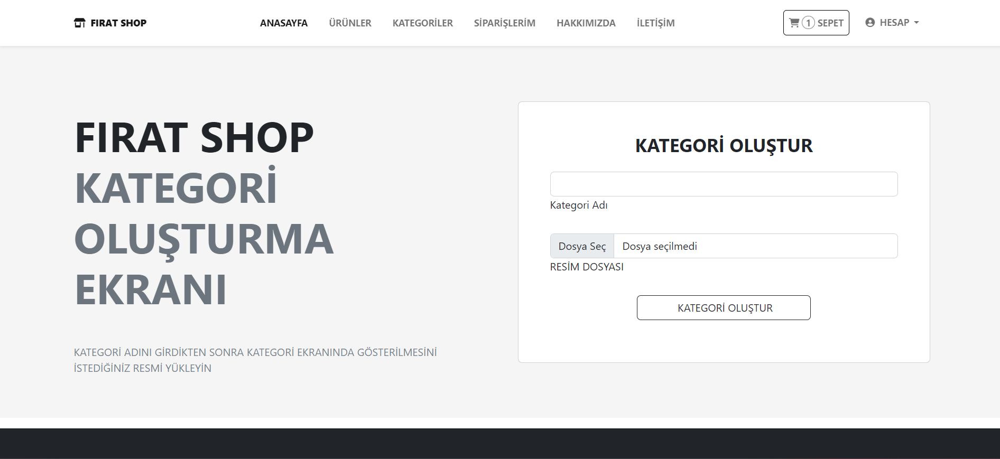 FIRAT SHOP
ANASAYFA
ÜRÜNLER
KATEGORİLER
SİPARİŞLERİM
HAKKIMIZDA
İLETİŞİM
1 SEPET
HESAP
FIRAT SHOP
KATEGORİ
OLUŞTURMA
EKRANI
KATEGORİ ADINI GİRDİKTEN SONRA KATEGORİ EKRANINDA GÖSTERİLMESİNİ
İSTEDİĞİNİZ RESMİ YÜKLEYİN
KATEGORİ OLUŞTUR
Kategori Adı
Dosya Seç
Dosya seçilmedi
RESİM DOSYASI
KATEGORİ OLUŞTUR